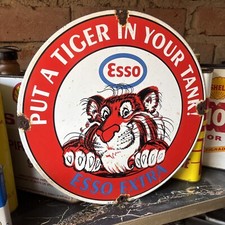 PUT A TIGER IN YOUR TANK!
Esso
ESSO EXTRA